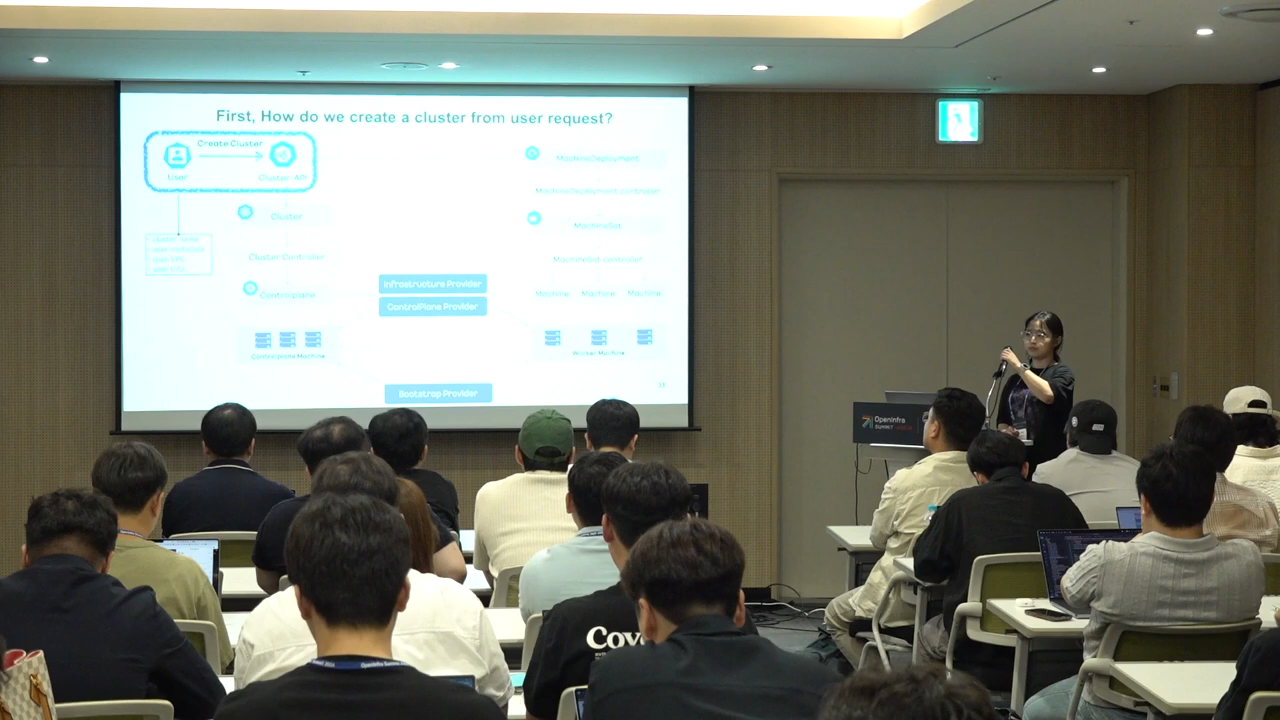 First, How do we create a cluster from user request?
Create Cluster
User
Cluster API
MachineDeployment
MachineDeployment controller
Cluster
MachineSet
Cluster Controller
MachineSet controller
Controlplane
Infrastructure Provider
ControlPlane Provider
Machine Machine Machine
Controlplane Machine
Worker Machine
Bootstrap Provider
OpenInfra
SUMMIT